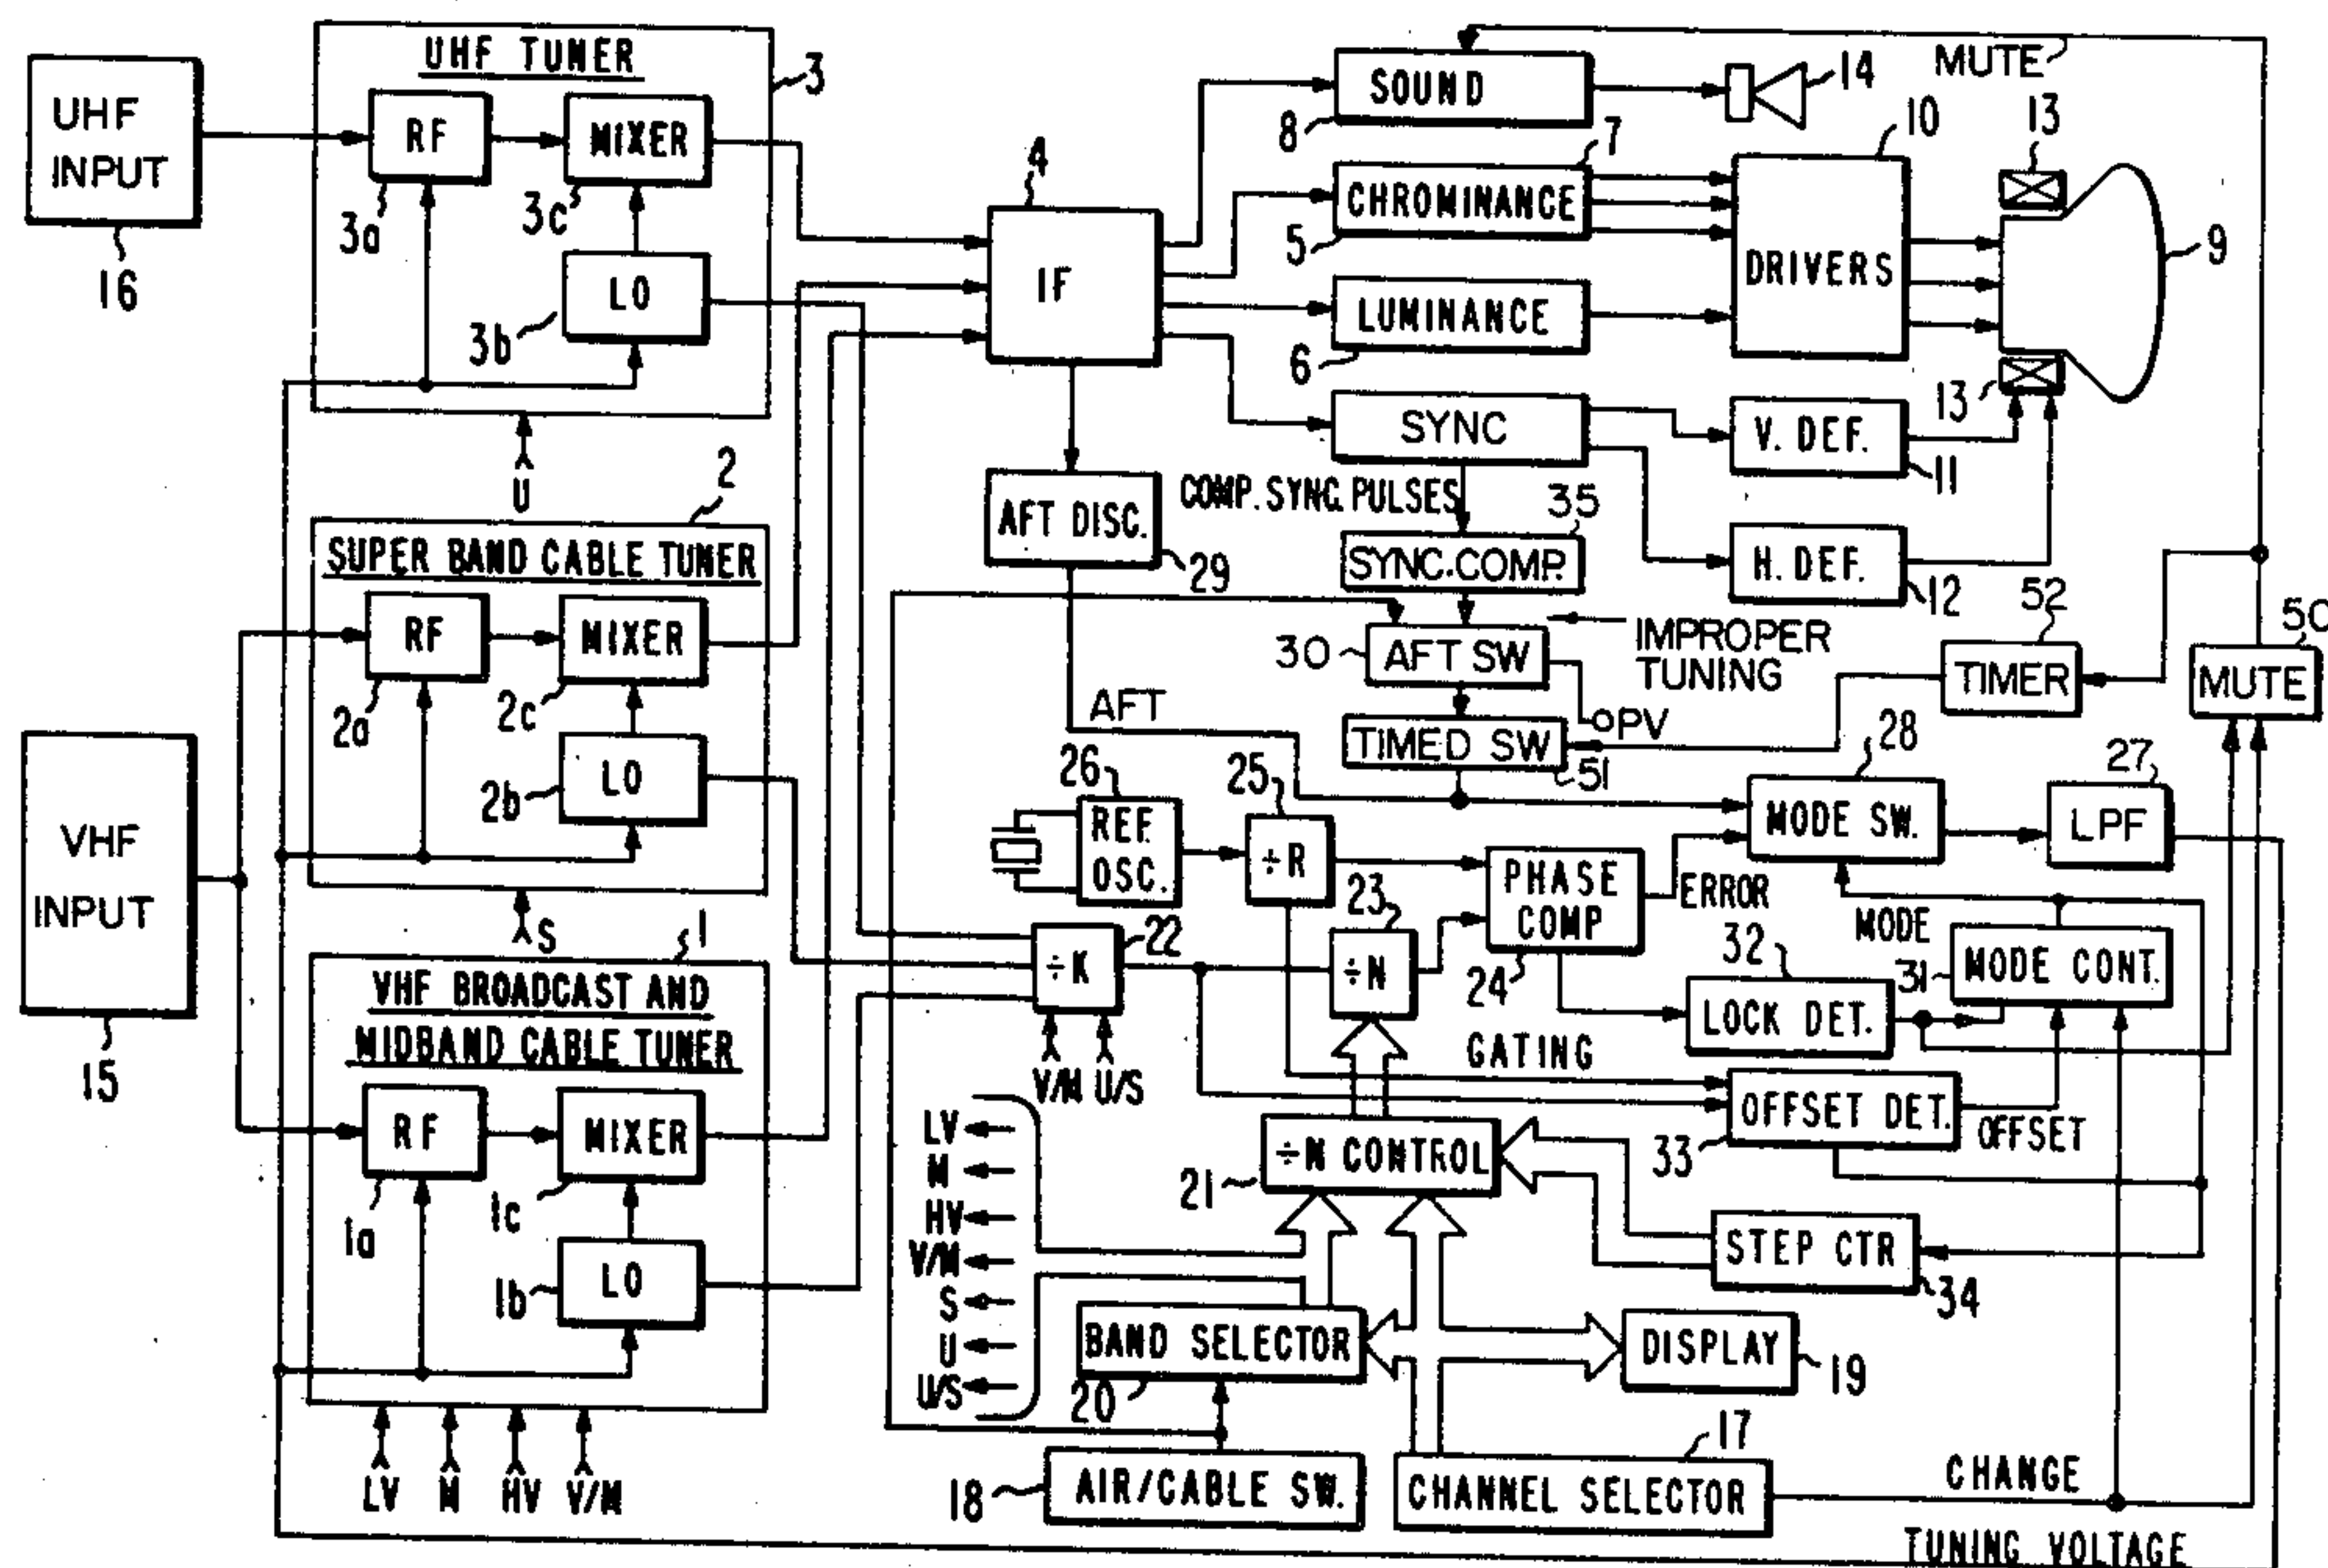 UHF TUNER
3
UHF
INPUT
16
RF
3a
MIXER
3c
LO
3b
U
2
SUPER BAND CABLE TUNER
RF
2a
MIXER
2c
LO
2b
S
VHF
INPUT
15
1
VHF BROADCAST AND
MIDBAND CABLE TUNER
RF
1a
MIXER
1c
LO
1b
LV
M
HV
V/M
4
IF
SOUND
8
14
MUTE
7
CHROMINANCE
5
LUMINANCE
6
10
DRIVERS
13
9
13
SYNC
V. DEF.
11
H. DEF.
12
AFT DISC.
29
COMP. SYNC. PULSES
35
SYNC. COMP.
IMPROPER
TUNING
30
AFT SW
PV
TIMED SW
51
AFT
52
TIMER
50
MUTE
26
REF.
OSC.
25
÷R
PHASE
COMP
24
ERROR
28
MODE SW.
27
LPF
MODE
31
MODE CONT.
÷K
22
V/M
U/S
23
÷N
32
LOCK DET.
GATING
OFFSET DET.
33
OFFSET
÷N CONTROL
21
STEP CTR
34
LV
M
HV
V/M
S
U
U/S
BAND SELECTOR
20
DISPLAY
19
18
AIR/CABLE SW.
17
CHANNEL SELECTOR
CHANGE
TUNING VOLTAGE